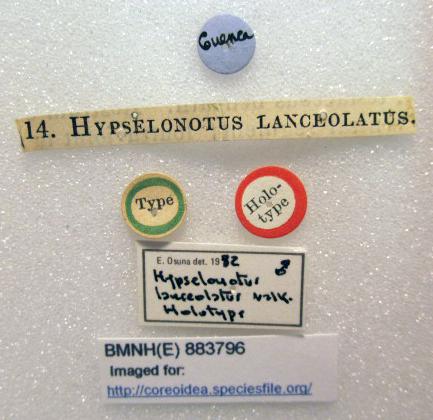 Cuenca
14. HYPSELONOTUS LANCEOLATUS.
Type
Holo-
type
E. Osuna det. 1982 ♂
Hypselonotus
lanceolatus Walk.
Holotype
BMNH(E) 883796
Imaged for:
http://coreoidea.speciesfile.org/